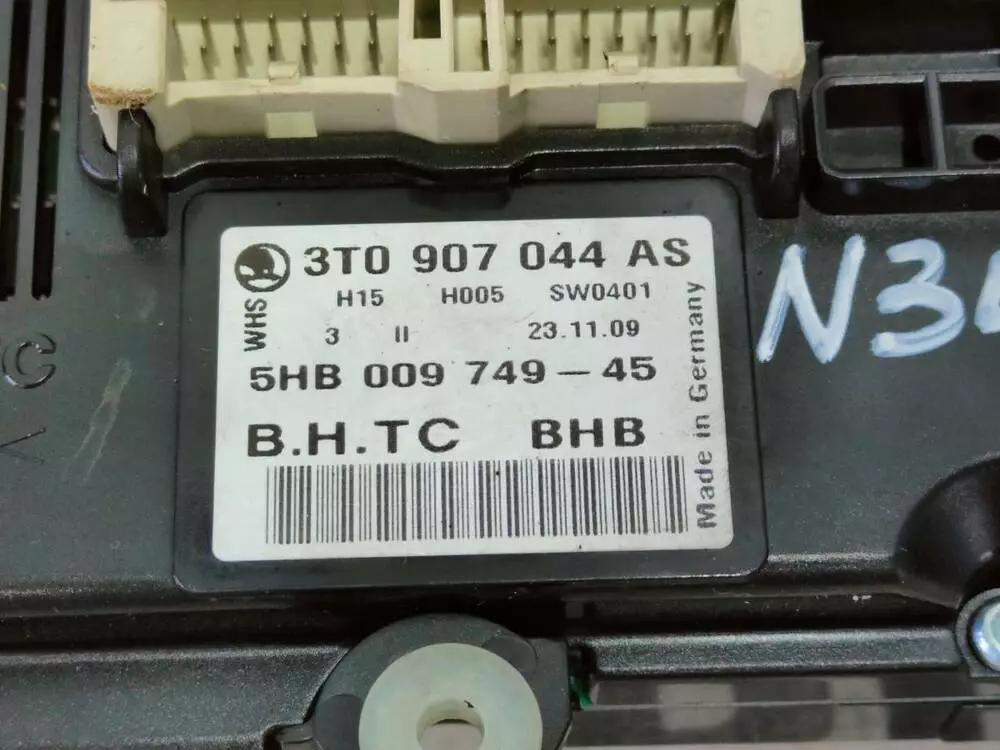 3T0 907 044 AS
H15 H005 SW0401
WHS
3 II 23.11.09
5HB 009 749-45
B.H.TC BHB
Made in Germany